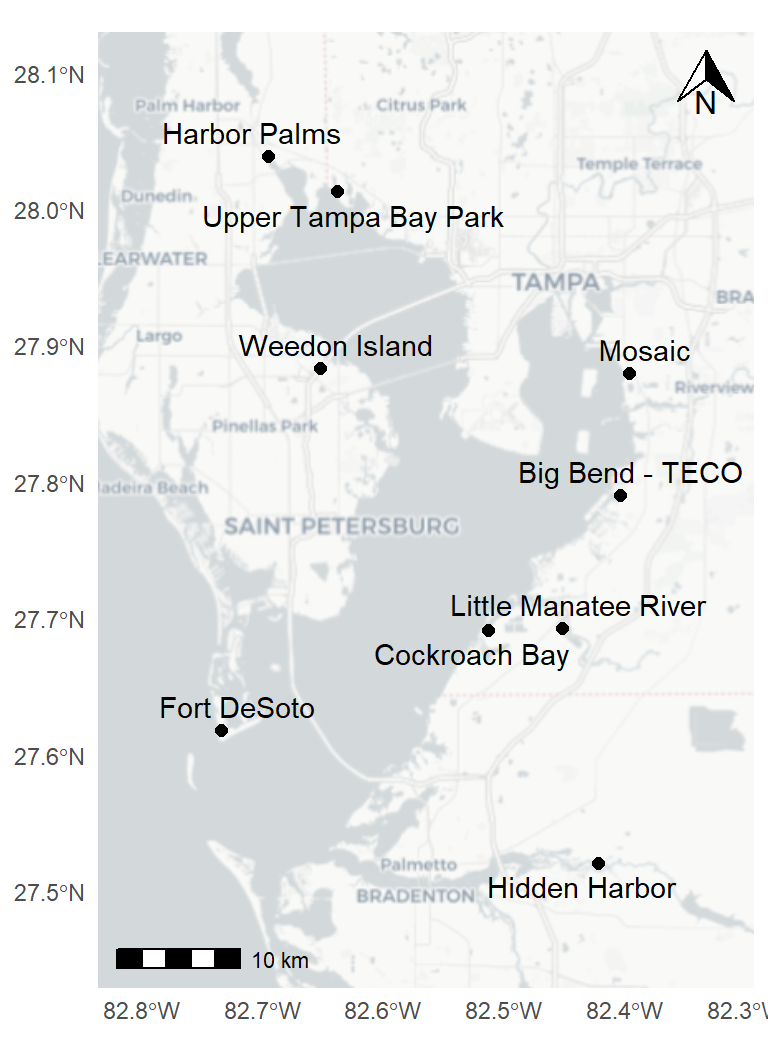 28.1°N
Palm Harbor
Citrus Park
N
Harbor Palms
Temple Terrace
Dunedin
28.0°N
Upper Tampa Bay Park
LEARWATER
TAMPA
BRA
Largo
27.9°N
Weedon Island
Mosaic
Riverview
Pinellas Park
Big Bend - TECO
27.8°N
adeira Beach
SAINT PETERSBURG
Little Manatee River
27.7°N
Cockroach Bay
Fort DeSoto
27.6°N
Palmetto
BRADENTON
Hidden Harbor
27.5°N
10 km
82.8°W 82.7°W 82.6°W 82.5°W 82.4°W 82.3°W